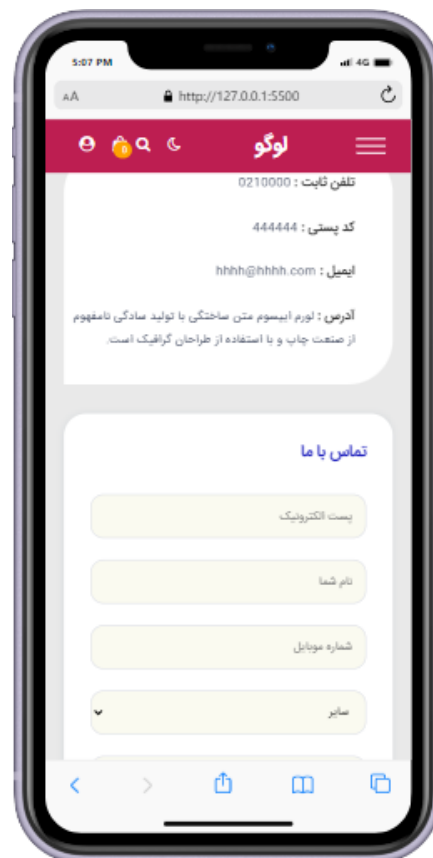 5:07 PM
4G
AA
http://127.0.0.1:5500
لوگو
0
تلفن ثابت : 0210000
کد پستی : 444444
ایمیل : hhhh@hhhh.com
آدرس : لورم ایپسوم متن ساختگی با تولید سادگی نامفهوم
از صنعت چاپ و با استفاده از طراحان گرافیک است.
تماس با ما
پست الکترونیک
نام شما
شماره موبایل
سایر